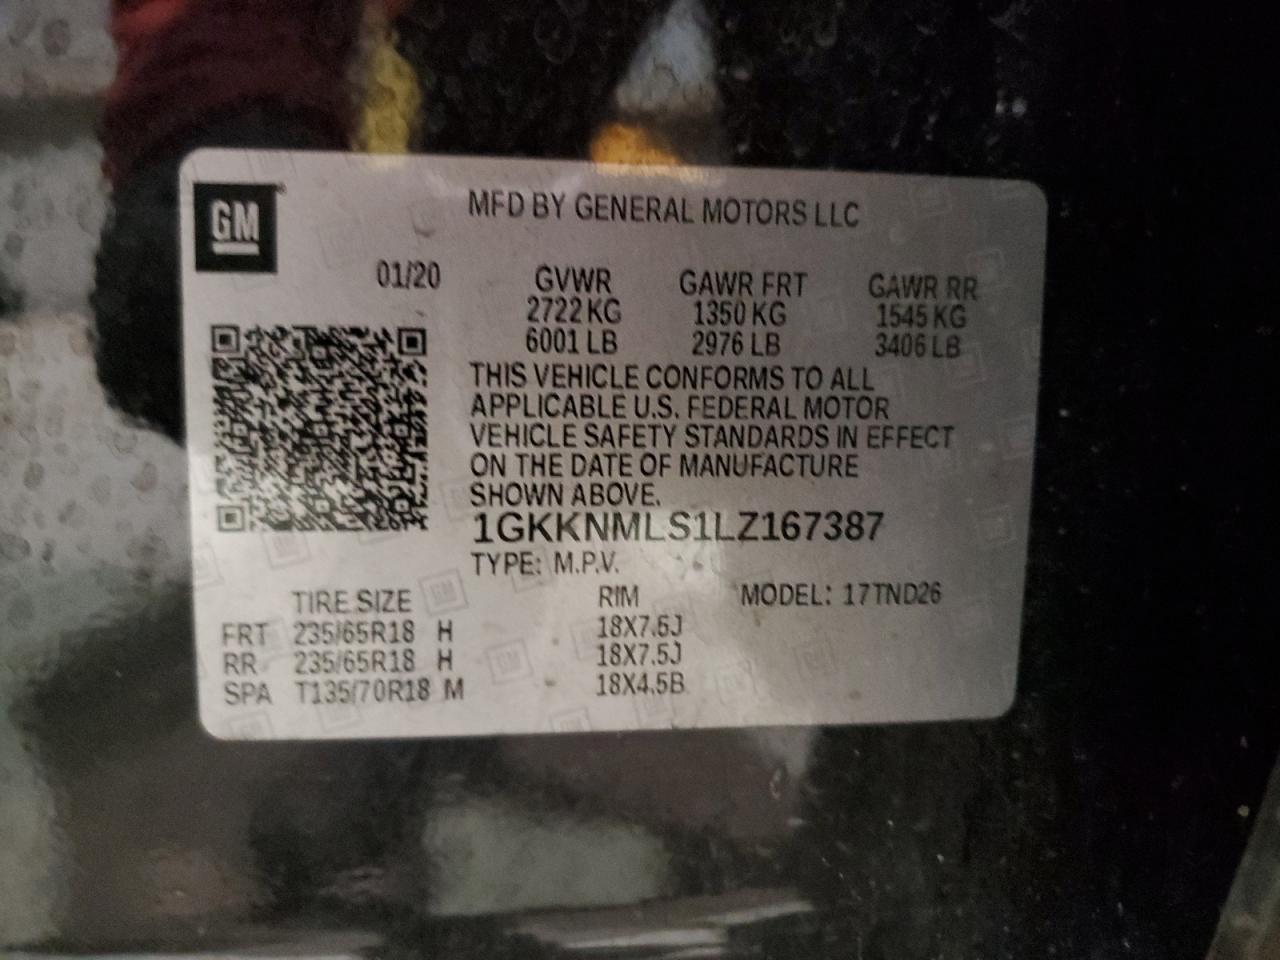 GM
MFD BY GENERAL MOTORS LLC
01/20 GVWR GAWR FRT GAWR RR
2722 KG 1350 KG 1545 KG
6001 LB 2976 LB 3406 LB
THIS VEHICLE CONFORMS TO ALL
APPLICABLE U.S. FEDERAL MOTOR
VEHICLE SAFETY STANDARDS IN EFFECT
ON THE DATE OF MANUFACTURE
SHOWN ABOVE.
1GKKNMLS1LZ167387
TYPE: M.P.V.
TIRE SIZE RIM MODEL: 17TND26
FRT 235/65R18 H 18X7.5J
RR 235/65R18 H 18X7.5J
SPA T135/70R18 M 18X4.5B